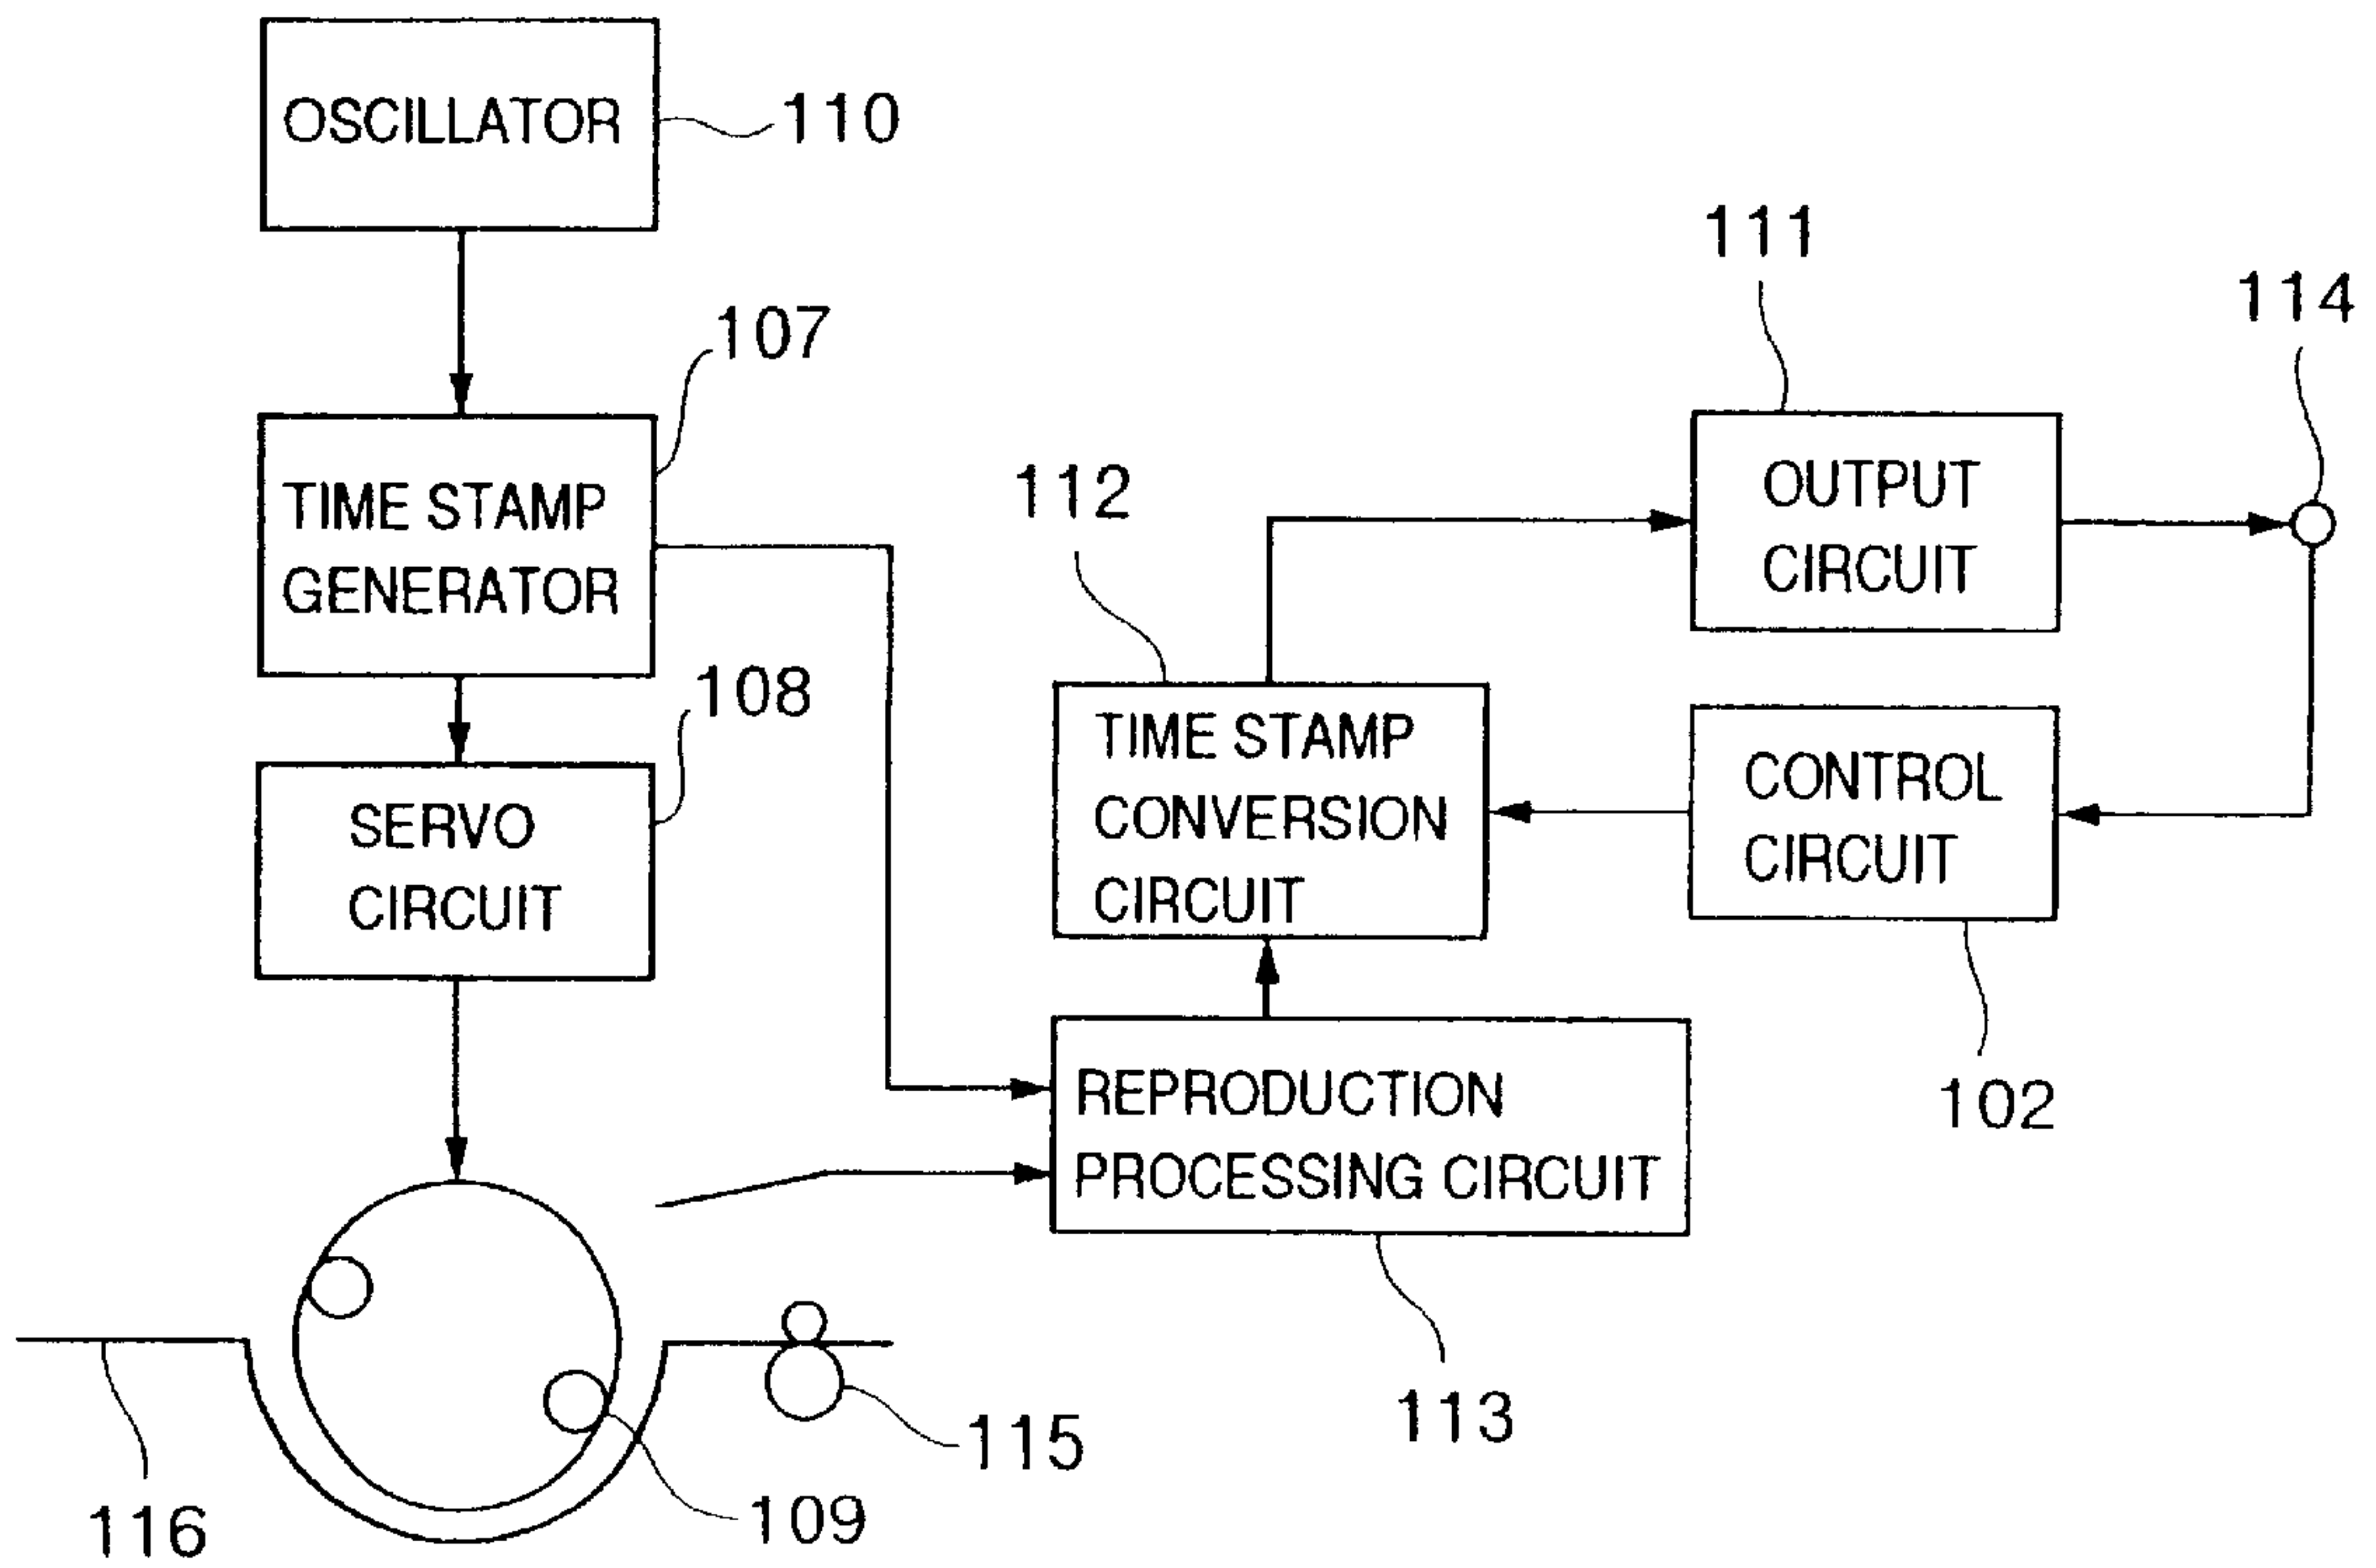 OSCILLATOR
110
107
TIME STAMP
GENERATOR
108
SERVO
CIRCUIT
111
114
OUTPUT
CIRCUIT
112
TIME STAMP
CONVERSION
CIRCUIT
CONTROL
CIRCUIT
102
REPRODUCTION
PROCESSING CIRCUIT
113
115
109
116